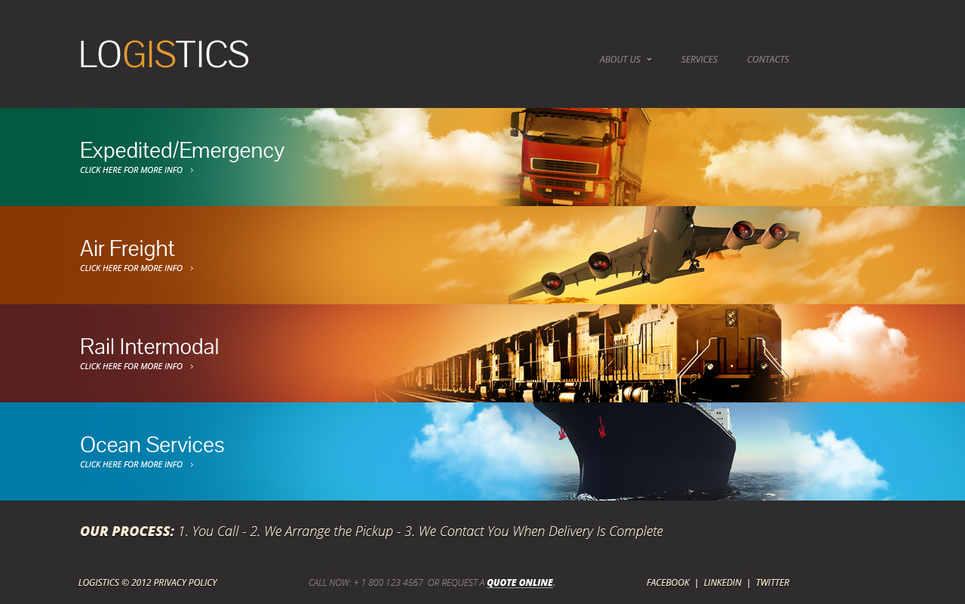 LOGISTICS
ABOUT US SERVICES CONTACTS
Expedited/Emergency
CLICK HERE FOR MORE INFO >
Air Freight
CLICK HERE FOR MORE INFO >
Rail Intermodal
CLICK HERE FOR MORE INFO >
Ocean Services
CLICK HERE FOR MORE INFO >
OUR PROCESS: 1. You Call - 2. We Arrange the Pickup - 3. We Contact You When Delivery Is Complete
LOGISTICS © 2012 PRIVACY POLICY CALL NOW: + 1 800 123 4567 OR REQUEST A QUOTE ONLINE. FACEBOOK | LINKEDIN | TWITTER